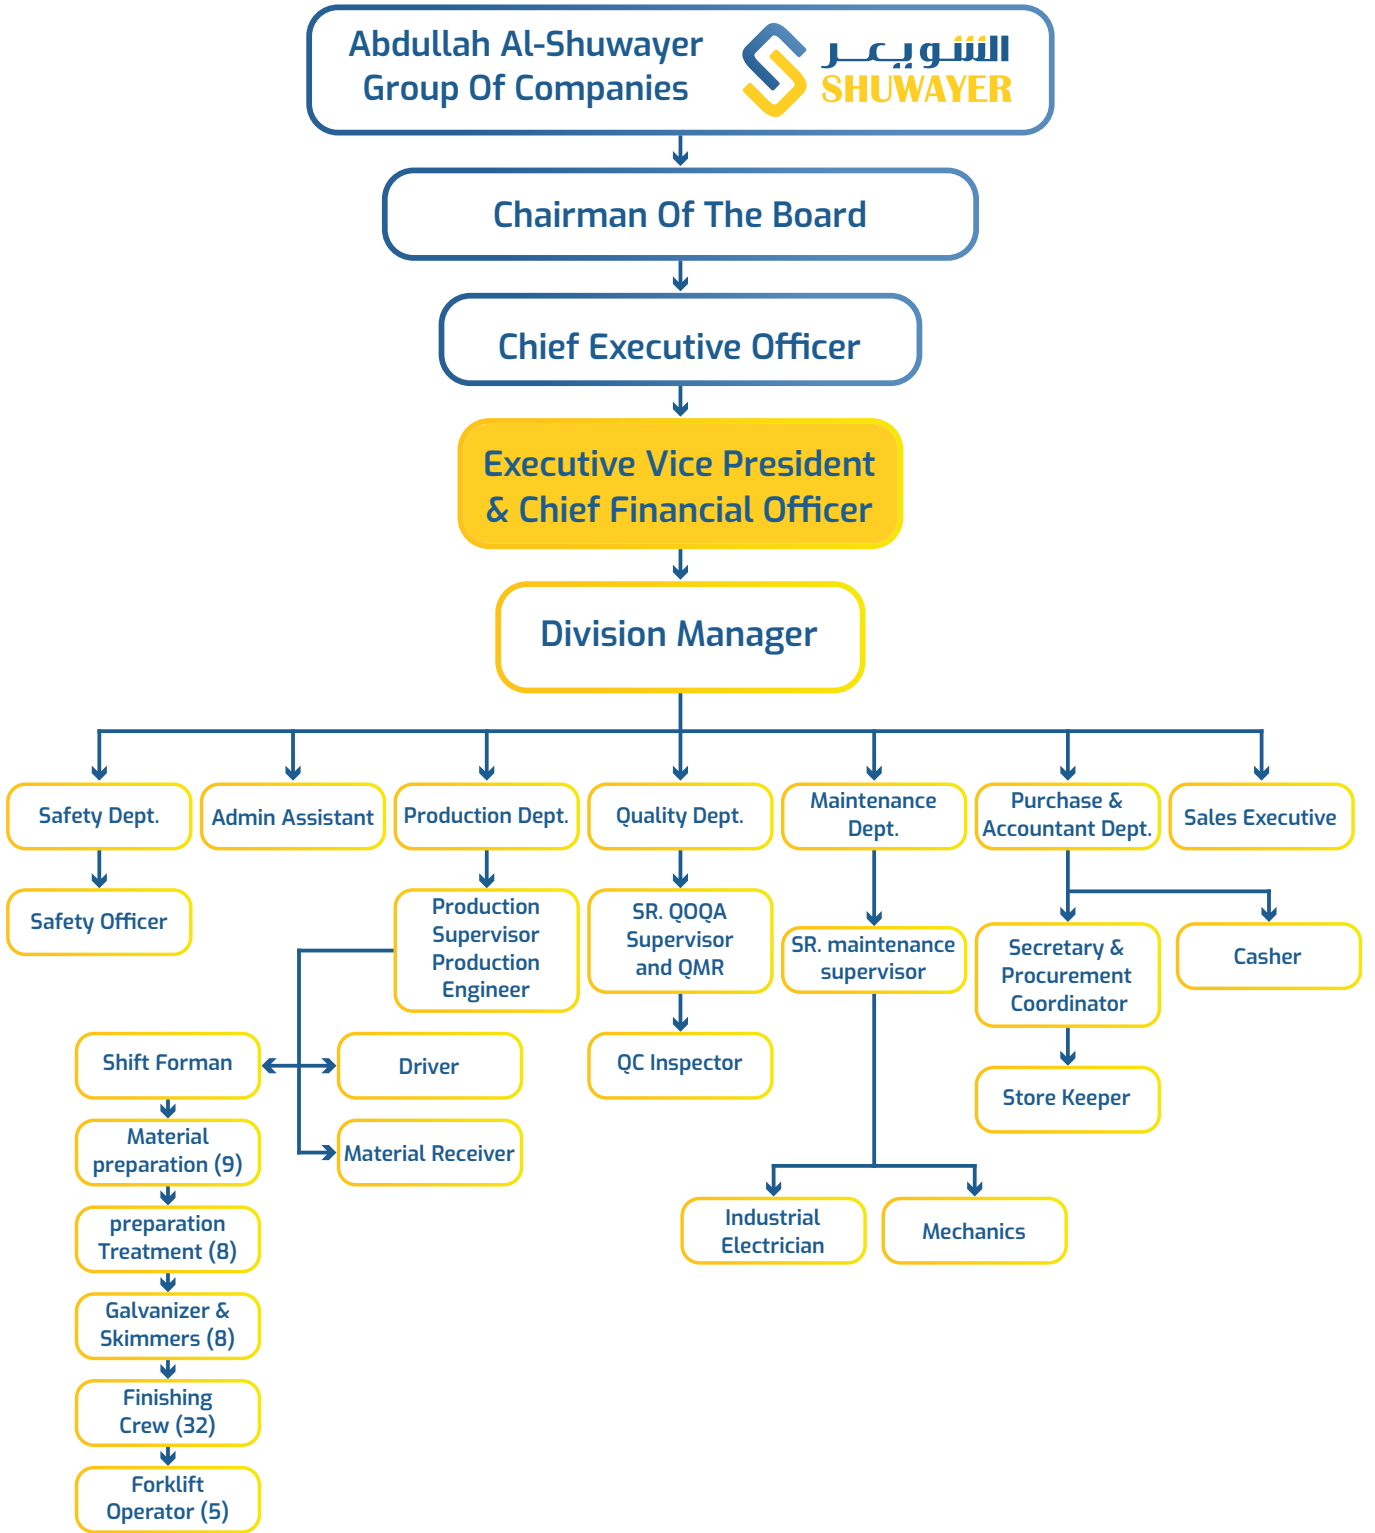 Abdullah Al-Shuwayer
Group Of Companies
الشويعر
SHUWAYER
Chairman Of The Board
Chief Executive Officer
Executive Vice President
& Chief Financial Officer
Division Manager
Safety Dept.
Admin Assistant
Production Dept.
Quality Dept.
Maintenance
Dept.
Purchase &
Accountant Dept.
Sales Executive
Safety Officer
Production
Supervisor
Production
Engineer
SR. QOQA
Supervisor
and QMR
SR. maintenance
supervisor
Secretary &
Procurement
Coordinator
Casher
Shift Forman
Driver
QC Inspector
Store Keeper
Material
preparation (9)
Material Receiver
preparation
Treatment (8)
Industrial
Electrician
Mechanics
Galvanizer &
Skimmers (8)
Finishing
Crew (32)
Forklift
Operator (5)